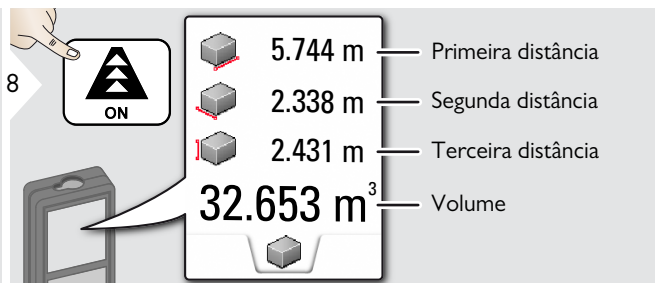 8
ON
5.744 m
Primeira distância
2.338 m
Segunda distância
2.431 m
Terceira distância
32.653 m³
Volume